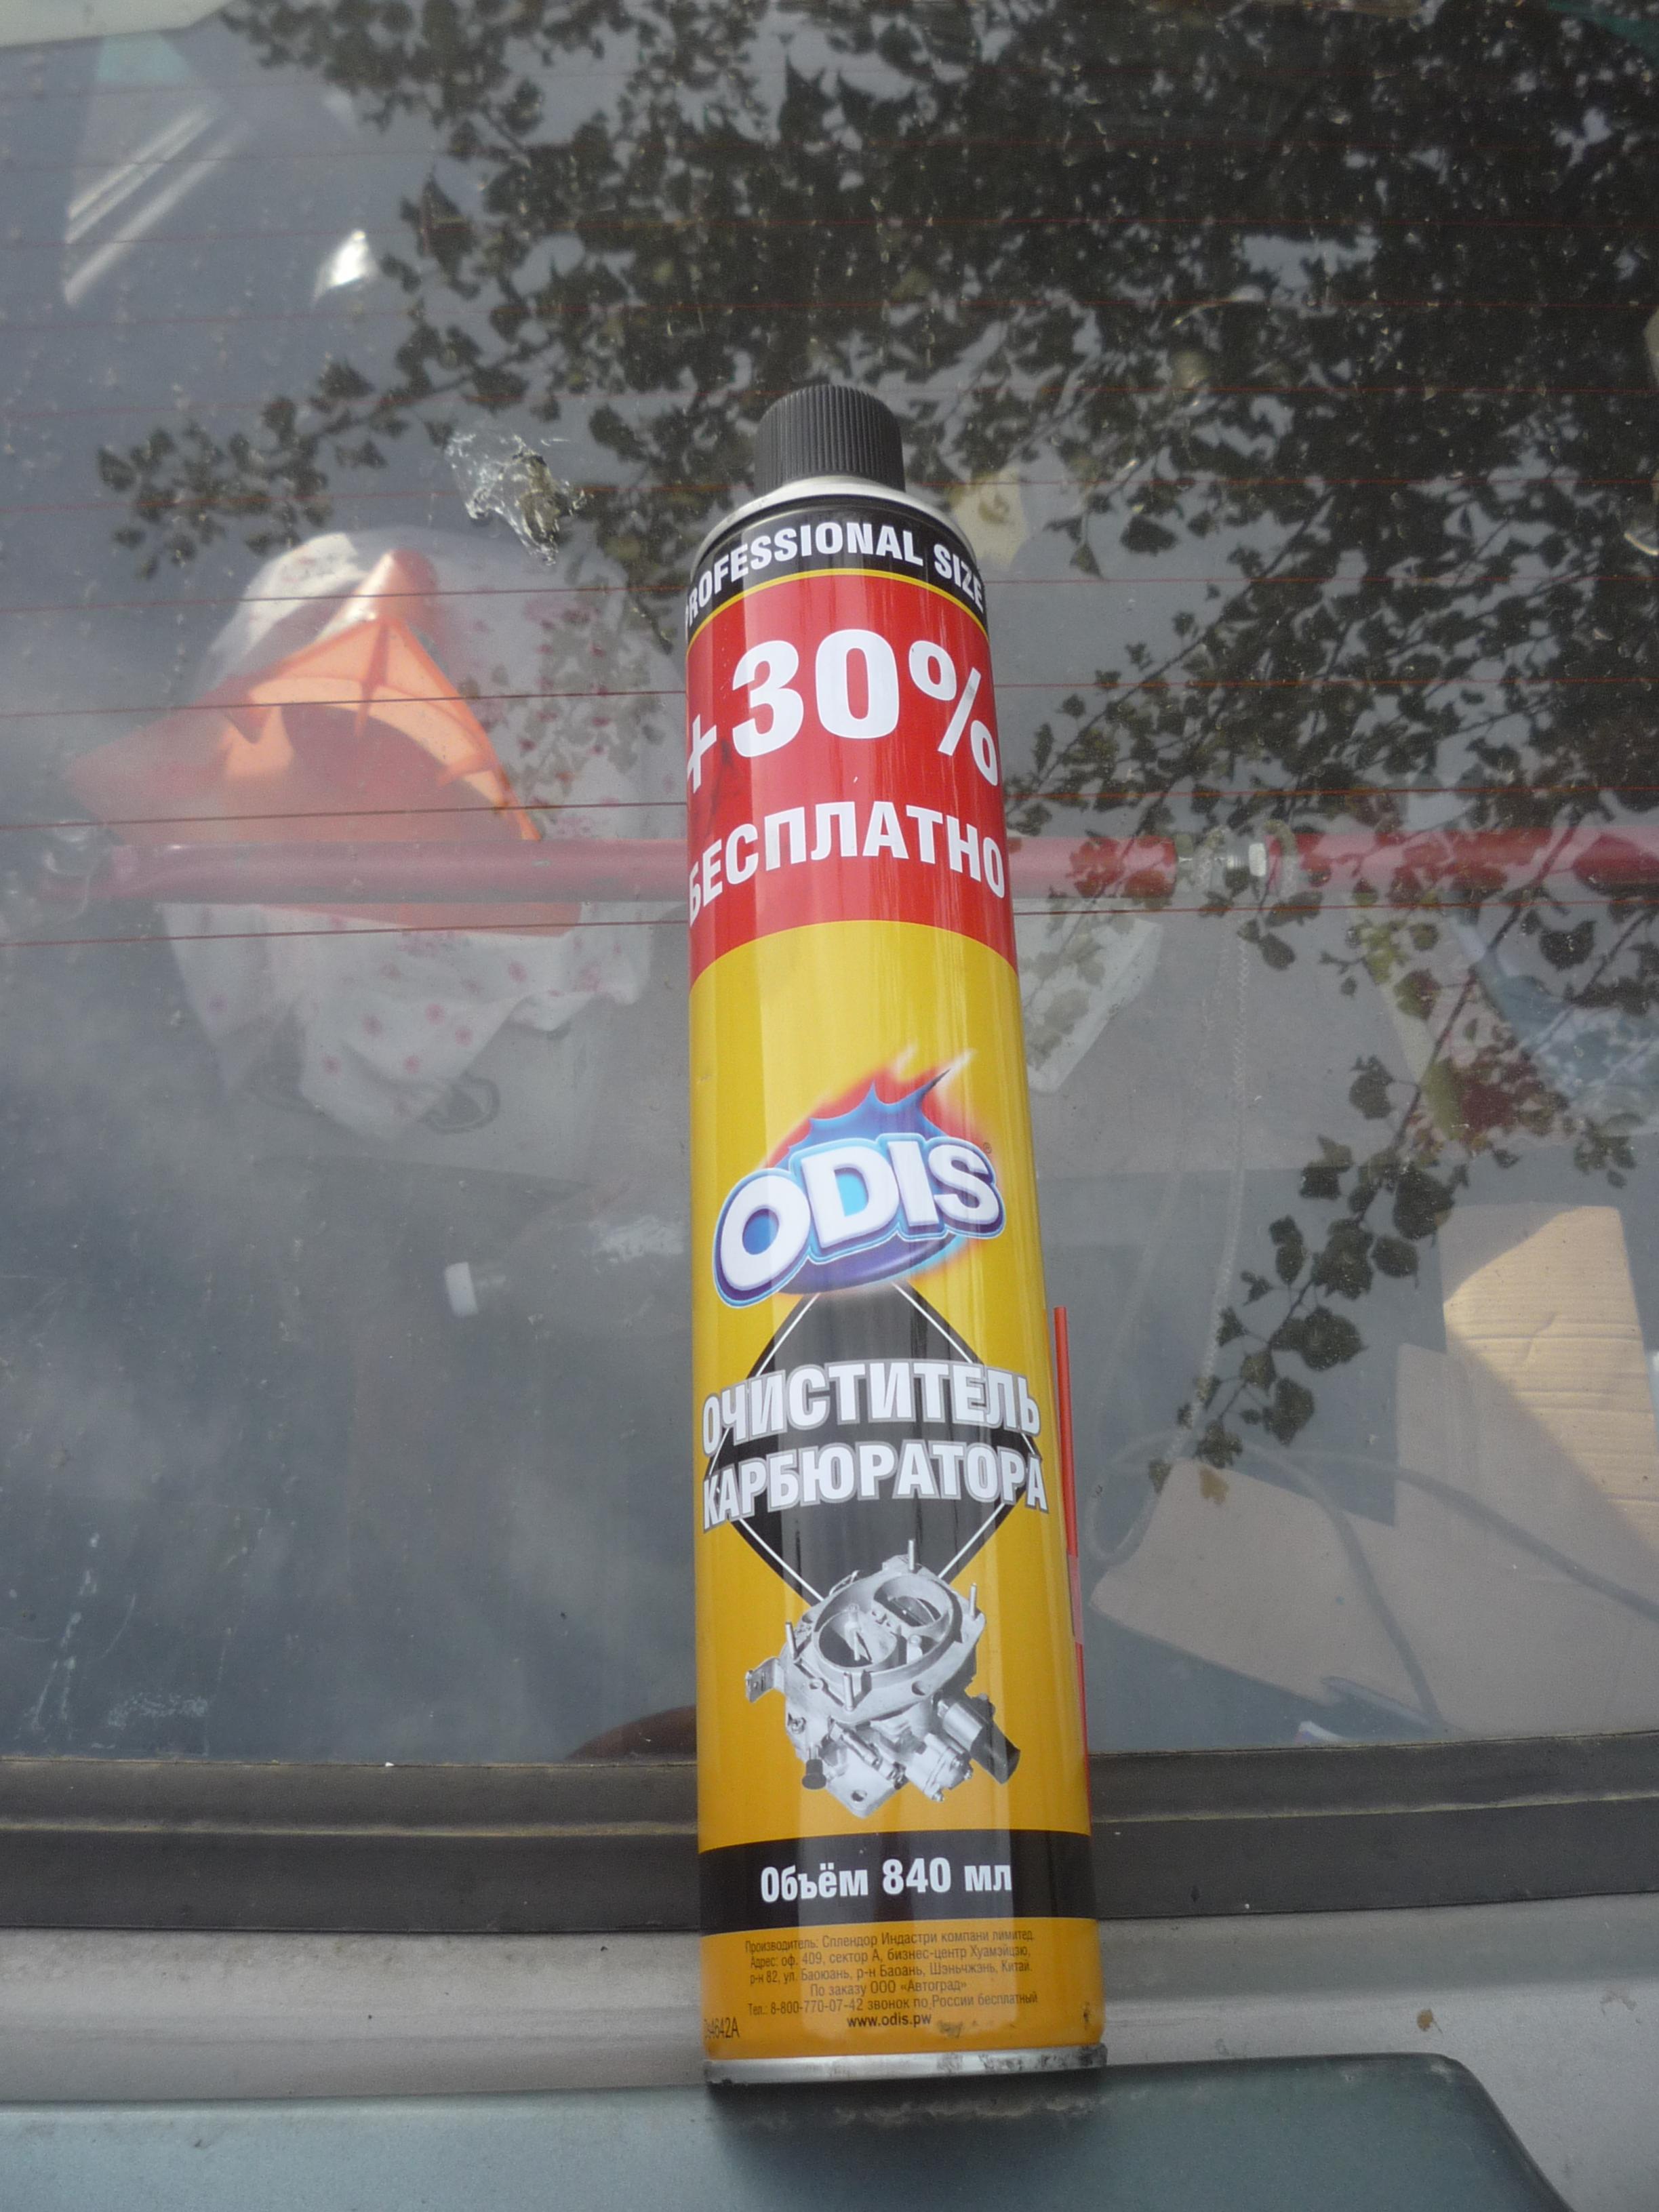 PROFESSIONAL SIZE
+30%
БЕСПЛАТНО
ODIS®
ОЧИСТИТЕЛЬ
КАРБЮРАТОРА
Объём 840 мл
Производитель: Сплендор Индастри компани лимитед.
Адрес: оф. 409, сектор А, бизнес-центр Хуамэйцзю,
р-н 82, ул. Баоюань, р-н Баоань, Шэньчжэнь, Китай.
По заказу ООО «Автоград»
Тел.: 8-800-770-07-42 звонок по России бесплатный
www.odis.pw